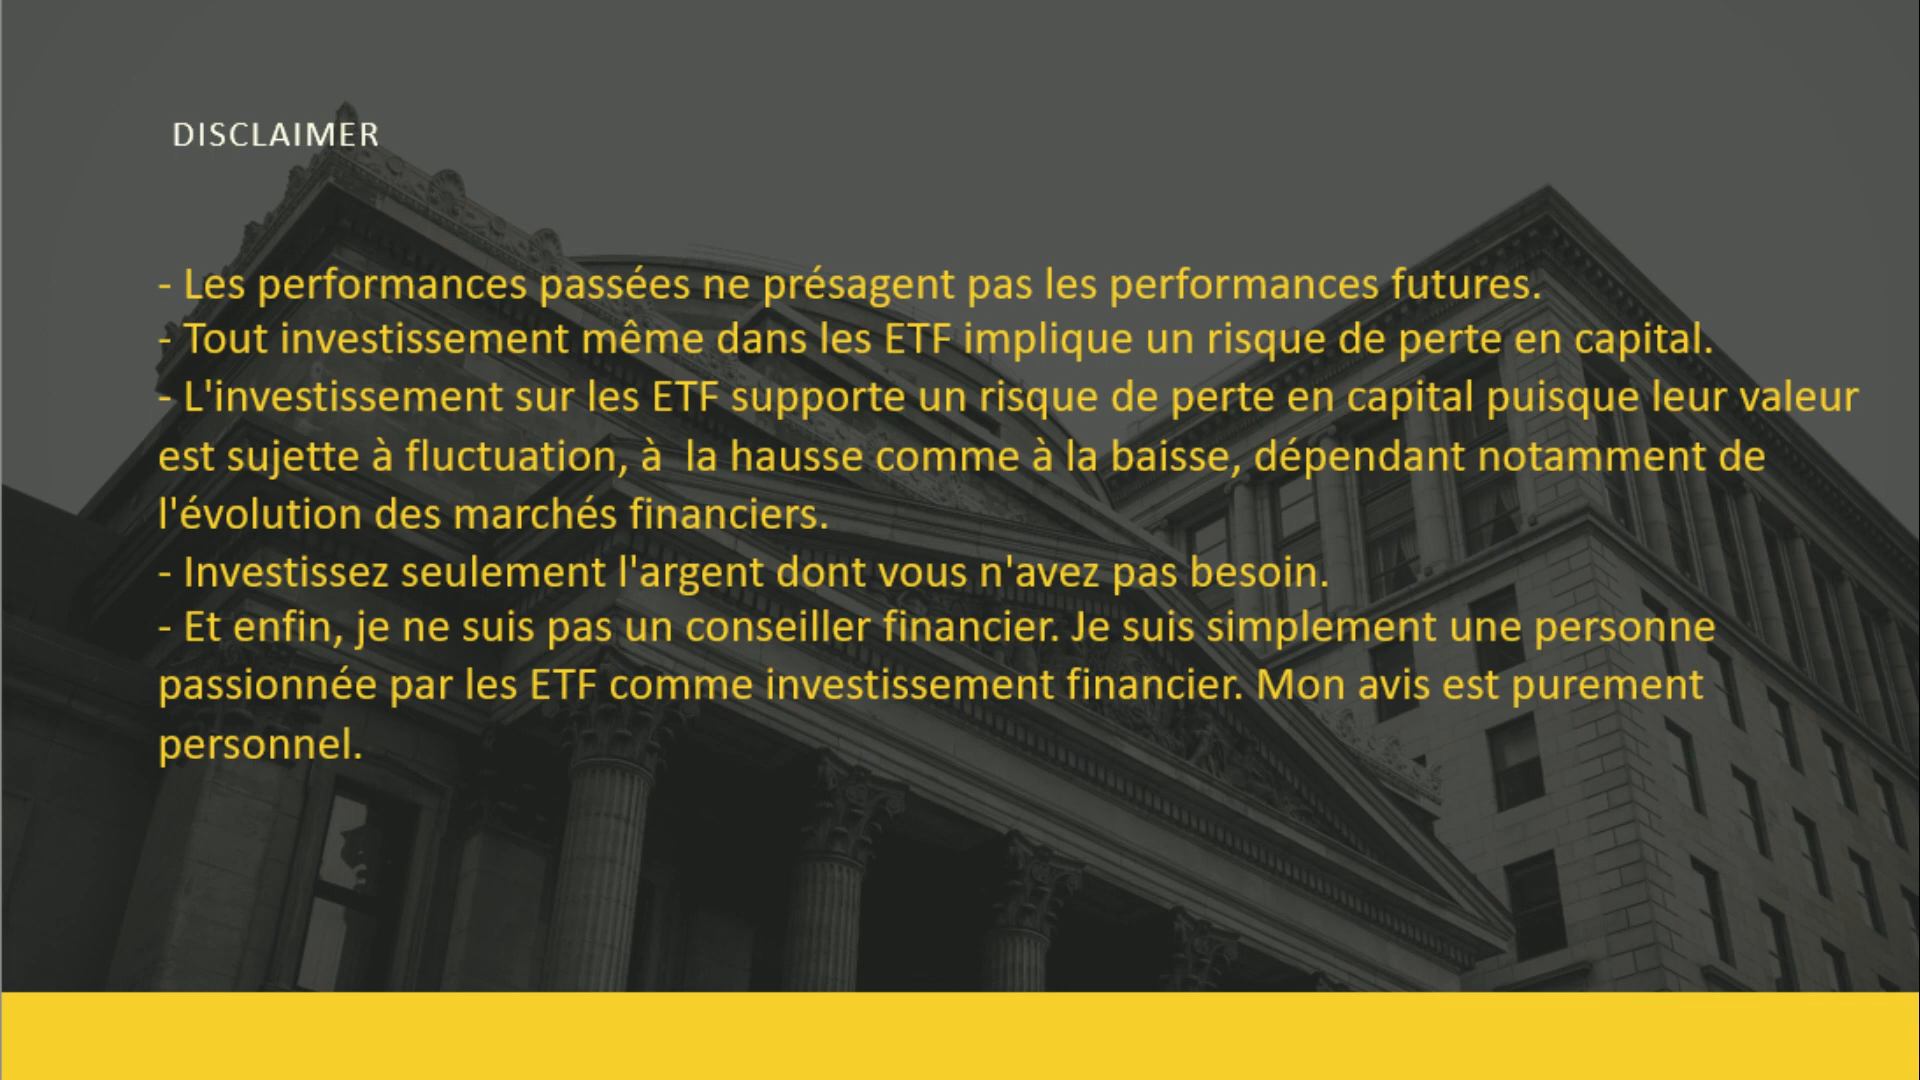 DISCLAIMER
- Les performances passées ne présagent pas les performances futures.
- Tout investissement même dans les ETF implique un risque de perte en capital.
- L'investissement sur les ETF supporte un risque de perte en capital puisque leur valeur
est sujette à fluctuation, à  la hausse comme à la baisse, dépendant notamment de
l'évolution des marchés financiers.
- Investissez seulement l'argent dont vous n'avez pas besoin.
- Et enfin, je ne suis pas un conseiller financier. Je suis simplement une personne
passionnée par les ETF comme investissement financier. Mon avis est purement
personnel.